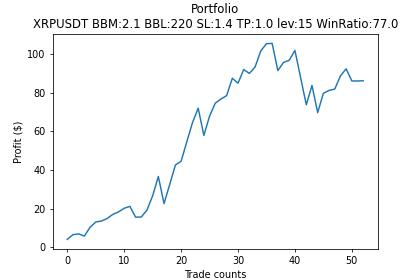 Portfolio
XRPUSDT BBM:2.1 BBL:220 SL:1.4 TP:1.0 lev:15 WinRatio:77.0
100
80
60
40
20
0
Profit ($)
0 10 20 30 40 50
Trade counts